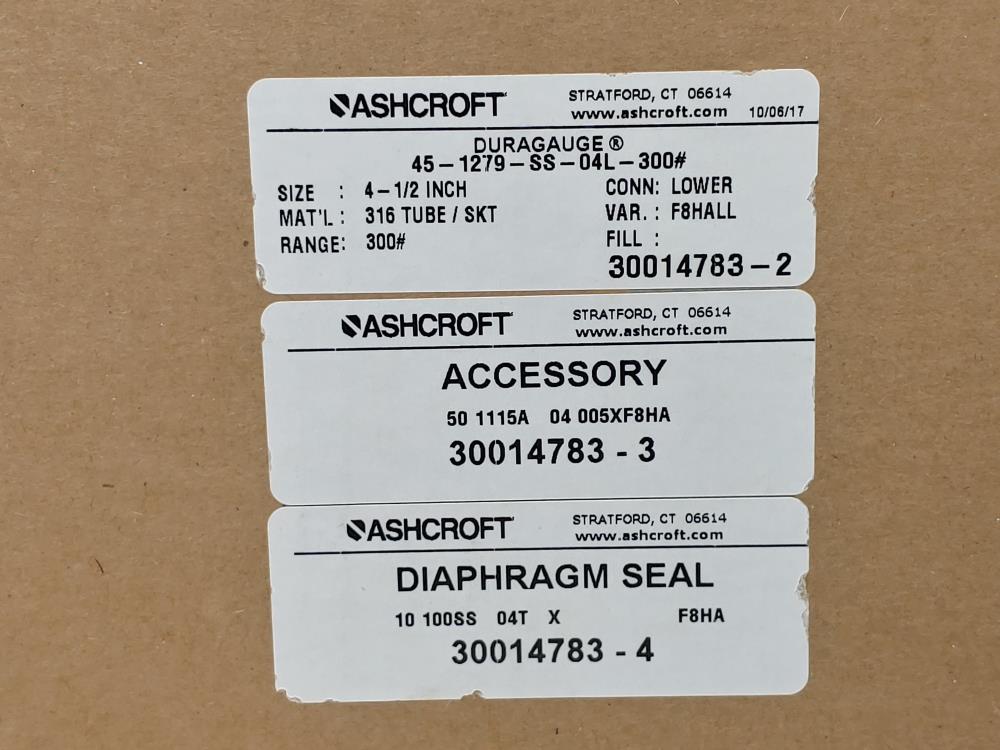 ASHCROFT
STRATFORD, CT 06614
www.ashcroft.com 10/06/17
DURAGAUGE ®
45-1279-SS-04L-300#
SIZE : 4-1/2 INCH CONN: LOWER
MAT'L : 316 TUBE / SKT VAR. : F8HALL
RANGE: 300# FILL :
30014783-2
ASHCROFT
STRATFORD, CT 06614
www.ashcroft.com
ACCESSORY
50 1115A 04 005XF8HA
30014783 - 3
ASHCROFT
STRATFORD, CT 06614
www.ashcroft.com
DIAPHRAGM SEAL
10 100SS 04T X F8HA
30014783 - 4